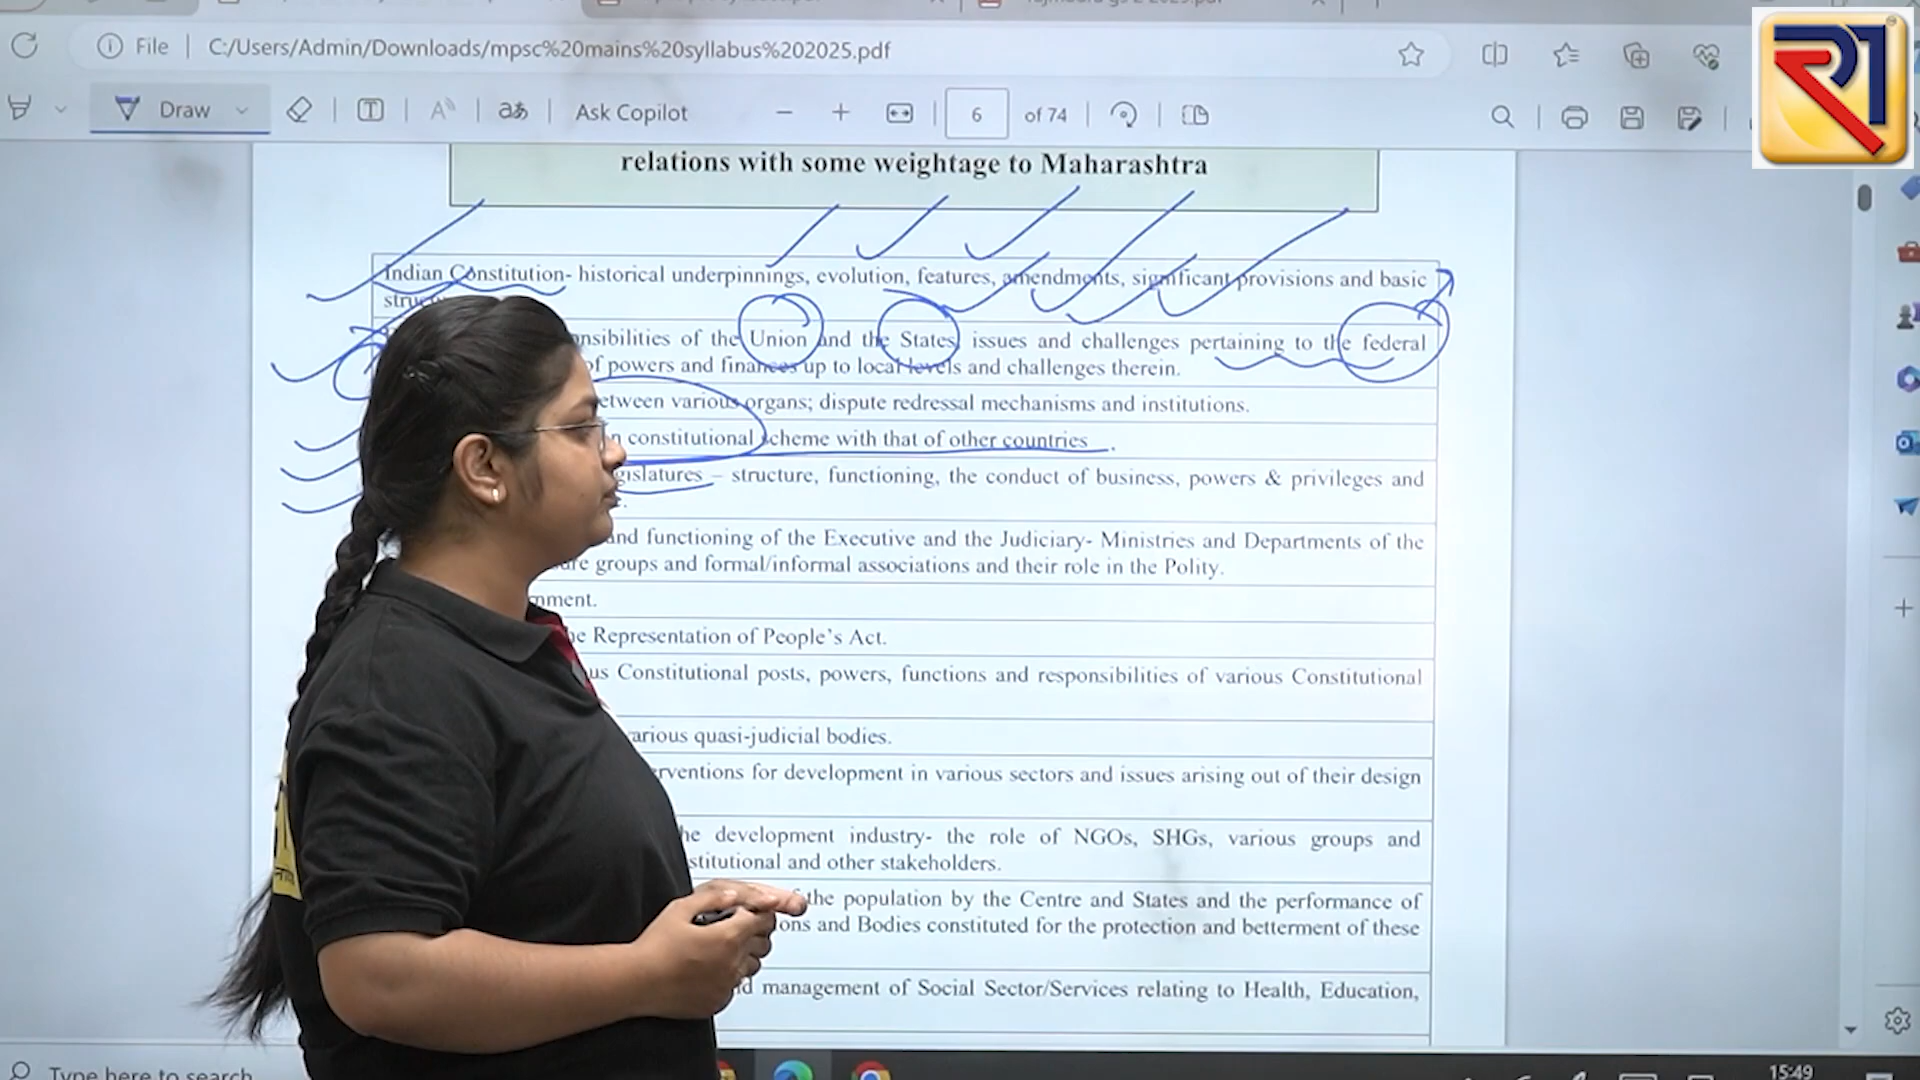 File
C:/Users/Admin/Downloads/mpsc%20mains%20syllabus%202025.pdf
Draw
Ask Copilot
6
of 74
relations with some weightage to Maharashtra
Indian Constitution- historical underpinnings, evolution, features, amendments, significant provisions and basic
onsibilities of the Union and the States, issues and challenges pertaining to the federal
of powers and finances up to local levels and challenges therein.
etween various organs; dispute redressal mechanisms and institutions.
n constitutional scheme with that of other countries.
gislatures – structure, functioning, the conduct of business, powers & privileges and
and functioning of the Executive and the Judiciary- Ministries and Departments of the
groups and formal/informal associations and their role in the Polity.
nment.
he Representation of People's Act.
us Constitutional posts, powers, functions and responsibilities of various Constitutional
arious quasi-judicial bodies.
erventions for development in various sectors and issues arising out of their design
he development industry- the role of NGOs, SHGs, various groups and
stitutional and other stakeholders.
the population by the Centre and States and the performance of
ons and Bodies constituted for the protection and betterment of these
d management of Social Sector/Services relating to Health, Education,
Type here to search
15:49